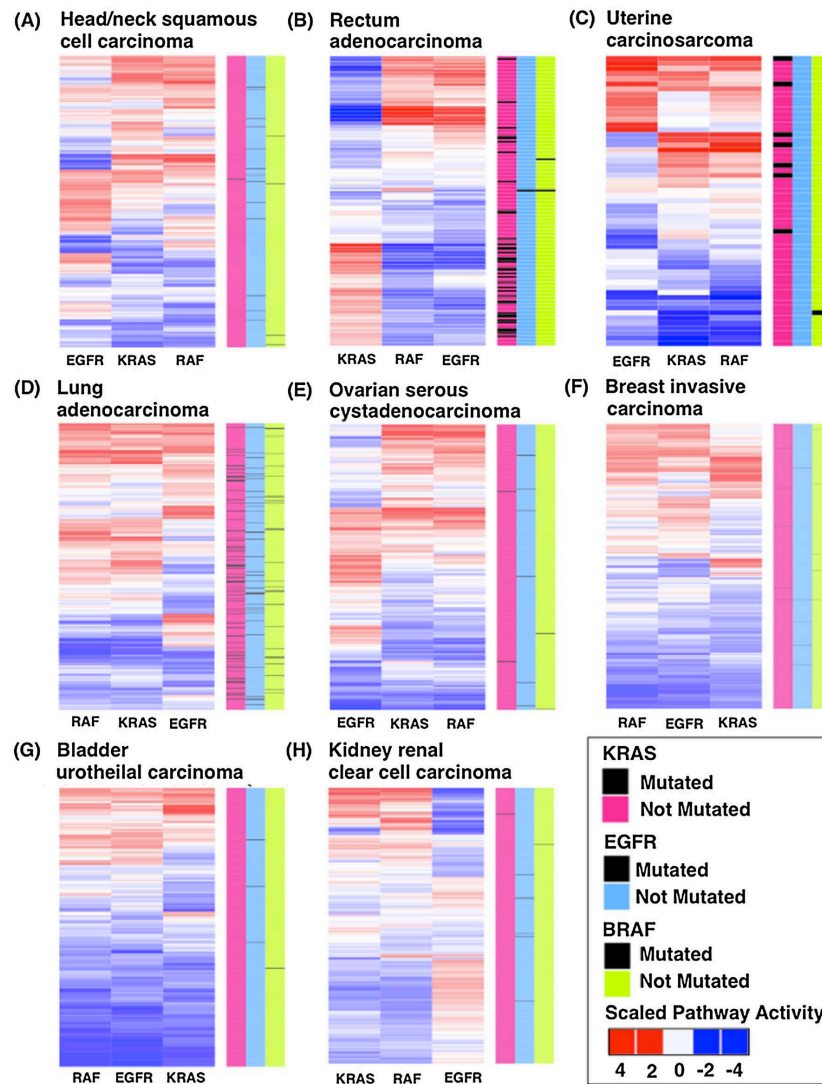 (A) Head/neck squamous
cell carcinoma
(B) Rectum
adenocarcinoma
(C) Uterine
carcinosarcoma
EGFR KRAS RAF
KRAS RAF EGFR
EGFR KRAS RAF
(D) Lung
adenocarcinoma
(E) Ovarian serous
cystadenocarcinoma
(F) Breast invasive
carcinoma
RAF KRAS EGFR
EGFR KRAS RAF
RAF EGFR KRAS
(G) Bladder
urotheilal carcinoma
(H) Kidney renal
clear cell carcinoma
RAF EGFR KRAS
KRAS RAF EGFR
KRAS
Mutated
Not Mutated
EGFR
Mutated
Not Mutated
BRAF
Mutated
Not Mutated
Scaled Pathway Activity
4 2 0 -2 -4